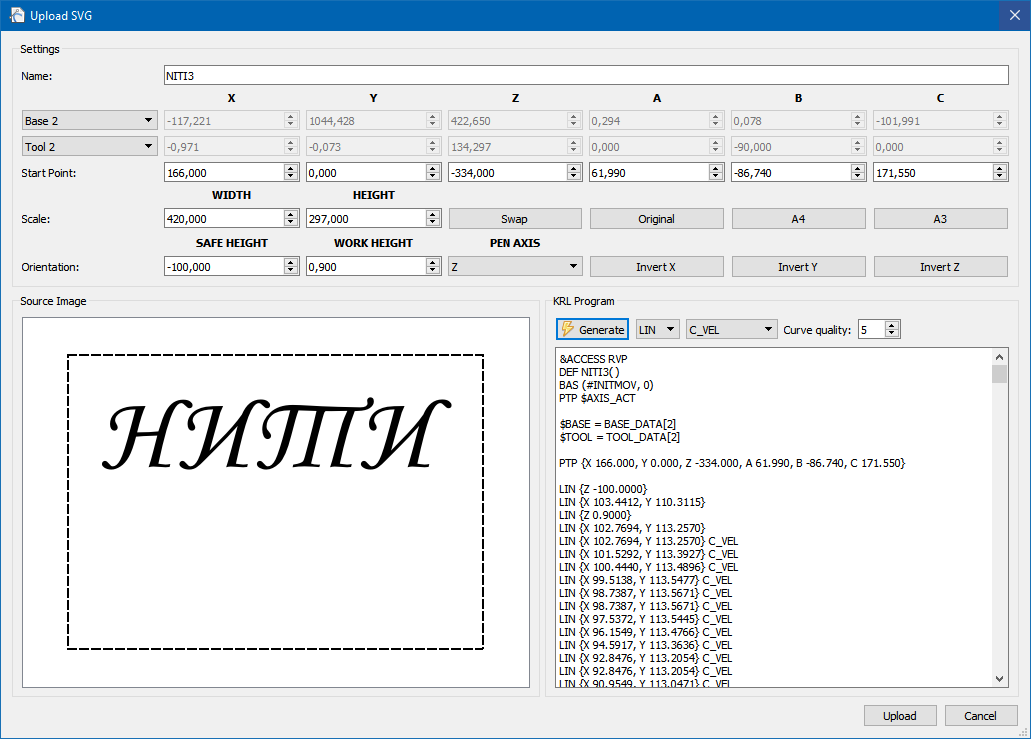 Upload SVG
Settings
Name: NITI3
X Y Z A B C
Base 2 -117,221 1044,428 422,650 0,294 0,078 -101,991
Tool 2 -0,971 -0,073 134,297 0,000 -90,000 0,000
Start Point: 166,000 0,000 -334,000 61,990 -86,740 171,550
WIDTH HEIGHT
Scale: 420,000 297,000 Swap Original A4 A3
SAFE HEIGHT WORK HEIGHT PEN AXIS
Orientation: -100,000 0,900 Z Invert X Invert Y Invert Z
Source Image
НИТИ
KRL Program
Generate LIN C_VEL Curve quality: 5
&ACCESS RVP
DEF NITI3( )
BAS (#INITMOV, 0)
PTP $AXIS_ACT
$BASE = BASE_DATA[2]
$TOOL = TOOL_DATA[2]
PTP {X 166.000, Y 0.000, Z -334.000, A 61.990, B -86.740, C 171.550}
LIN {Z -100.0000}
LIN {X 103.4412, Y 110.3115}
LIN {Z 0.9000}
LIN {X 102.7694, Y 113.2570}
LIN {X 102.7694, Y 113.2570} C_VEL
LIN {X 101.5292, Y 113.3927} C_VEL
LIN {X 100.4440, Y 113.4896} C_VEL
LIN {X 99.5138, Y 113.5477} C_VEL
LIN {X 98.7387, Y 113.5671} C_VEL
LIN {X 98.7387, Y 113.5671} C_VEL
LIN {X 97.5372, Y 113.5445} C_VEL
LIN {X 96.1549, Y 113.4766} C_VEL
LIN {X 94.5917, Y 113.3636} C_VEL
LIN {X 92.8476, Y 113.2054} C_VEL
LIN {X 92.8476, Y 113.2054} C_VEL
LIN {X 90.9549, Y 113.0471} C_VEL
Upload Cancel